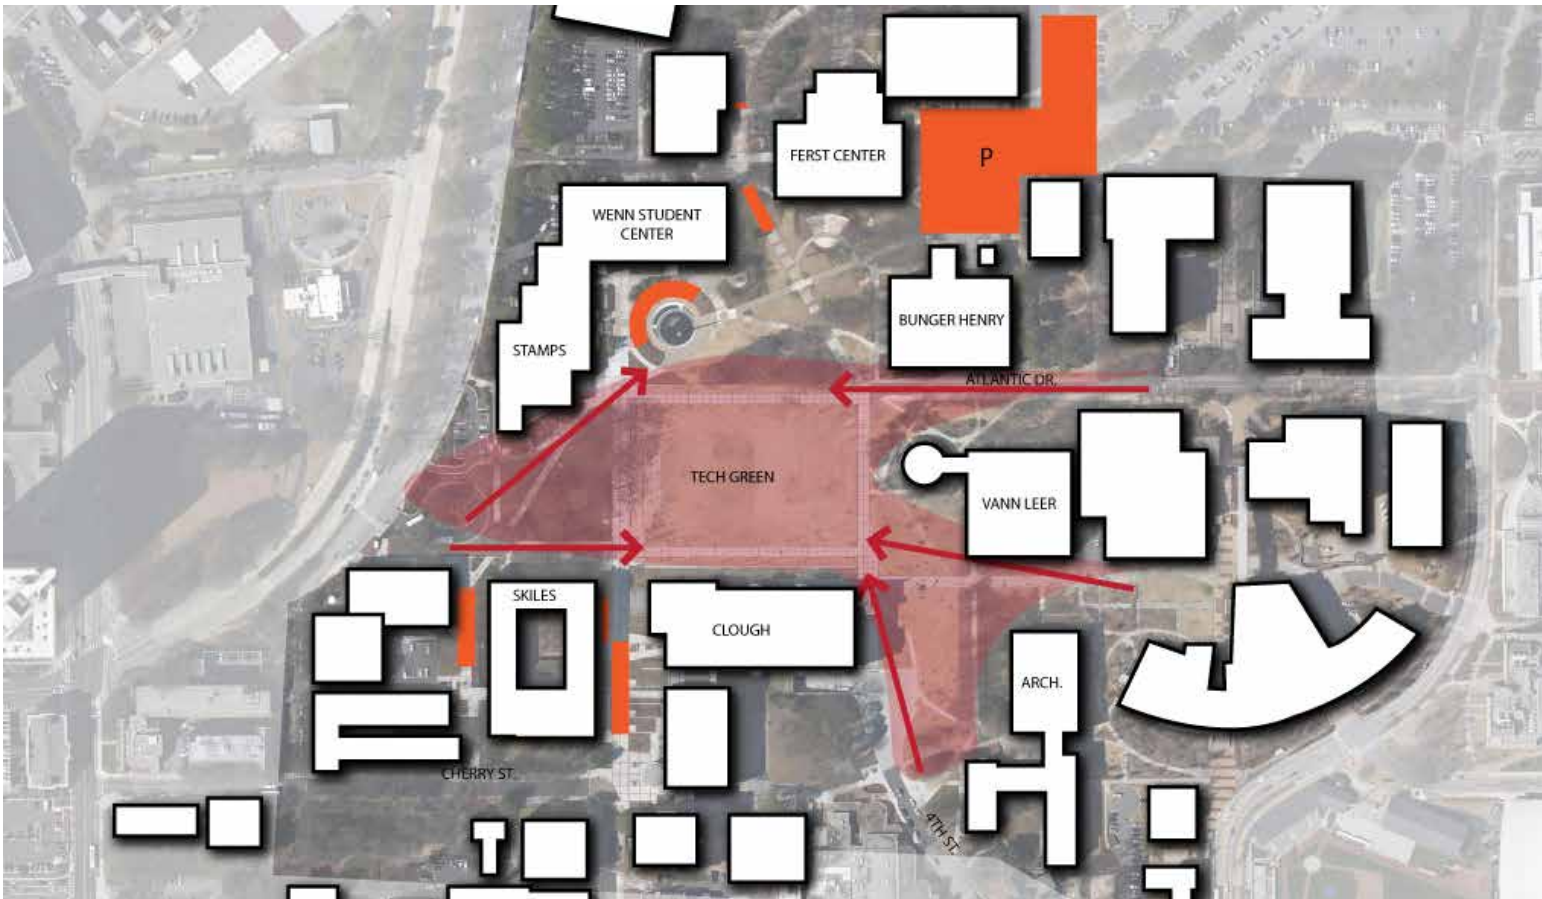 FERST CENTER
P
WENN STUDENT
CENTER
BUNGER HENRY
STAMPS
ATLANTIC DR.
TECH GREEN
VANN LEER
SKILES
CLOUGH
ARCH.
CHERRY ST.
4TH ST.